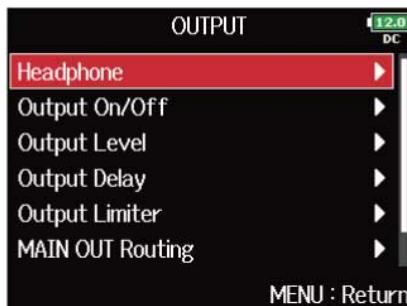 OUTPUT
12.0
DC
Headphone
Output On/Off
Output Level
Output Delay
Output Limiter
MAIN OUT Routing
MENU : Return